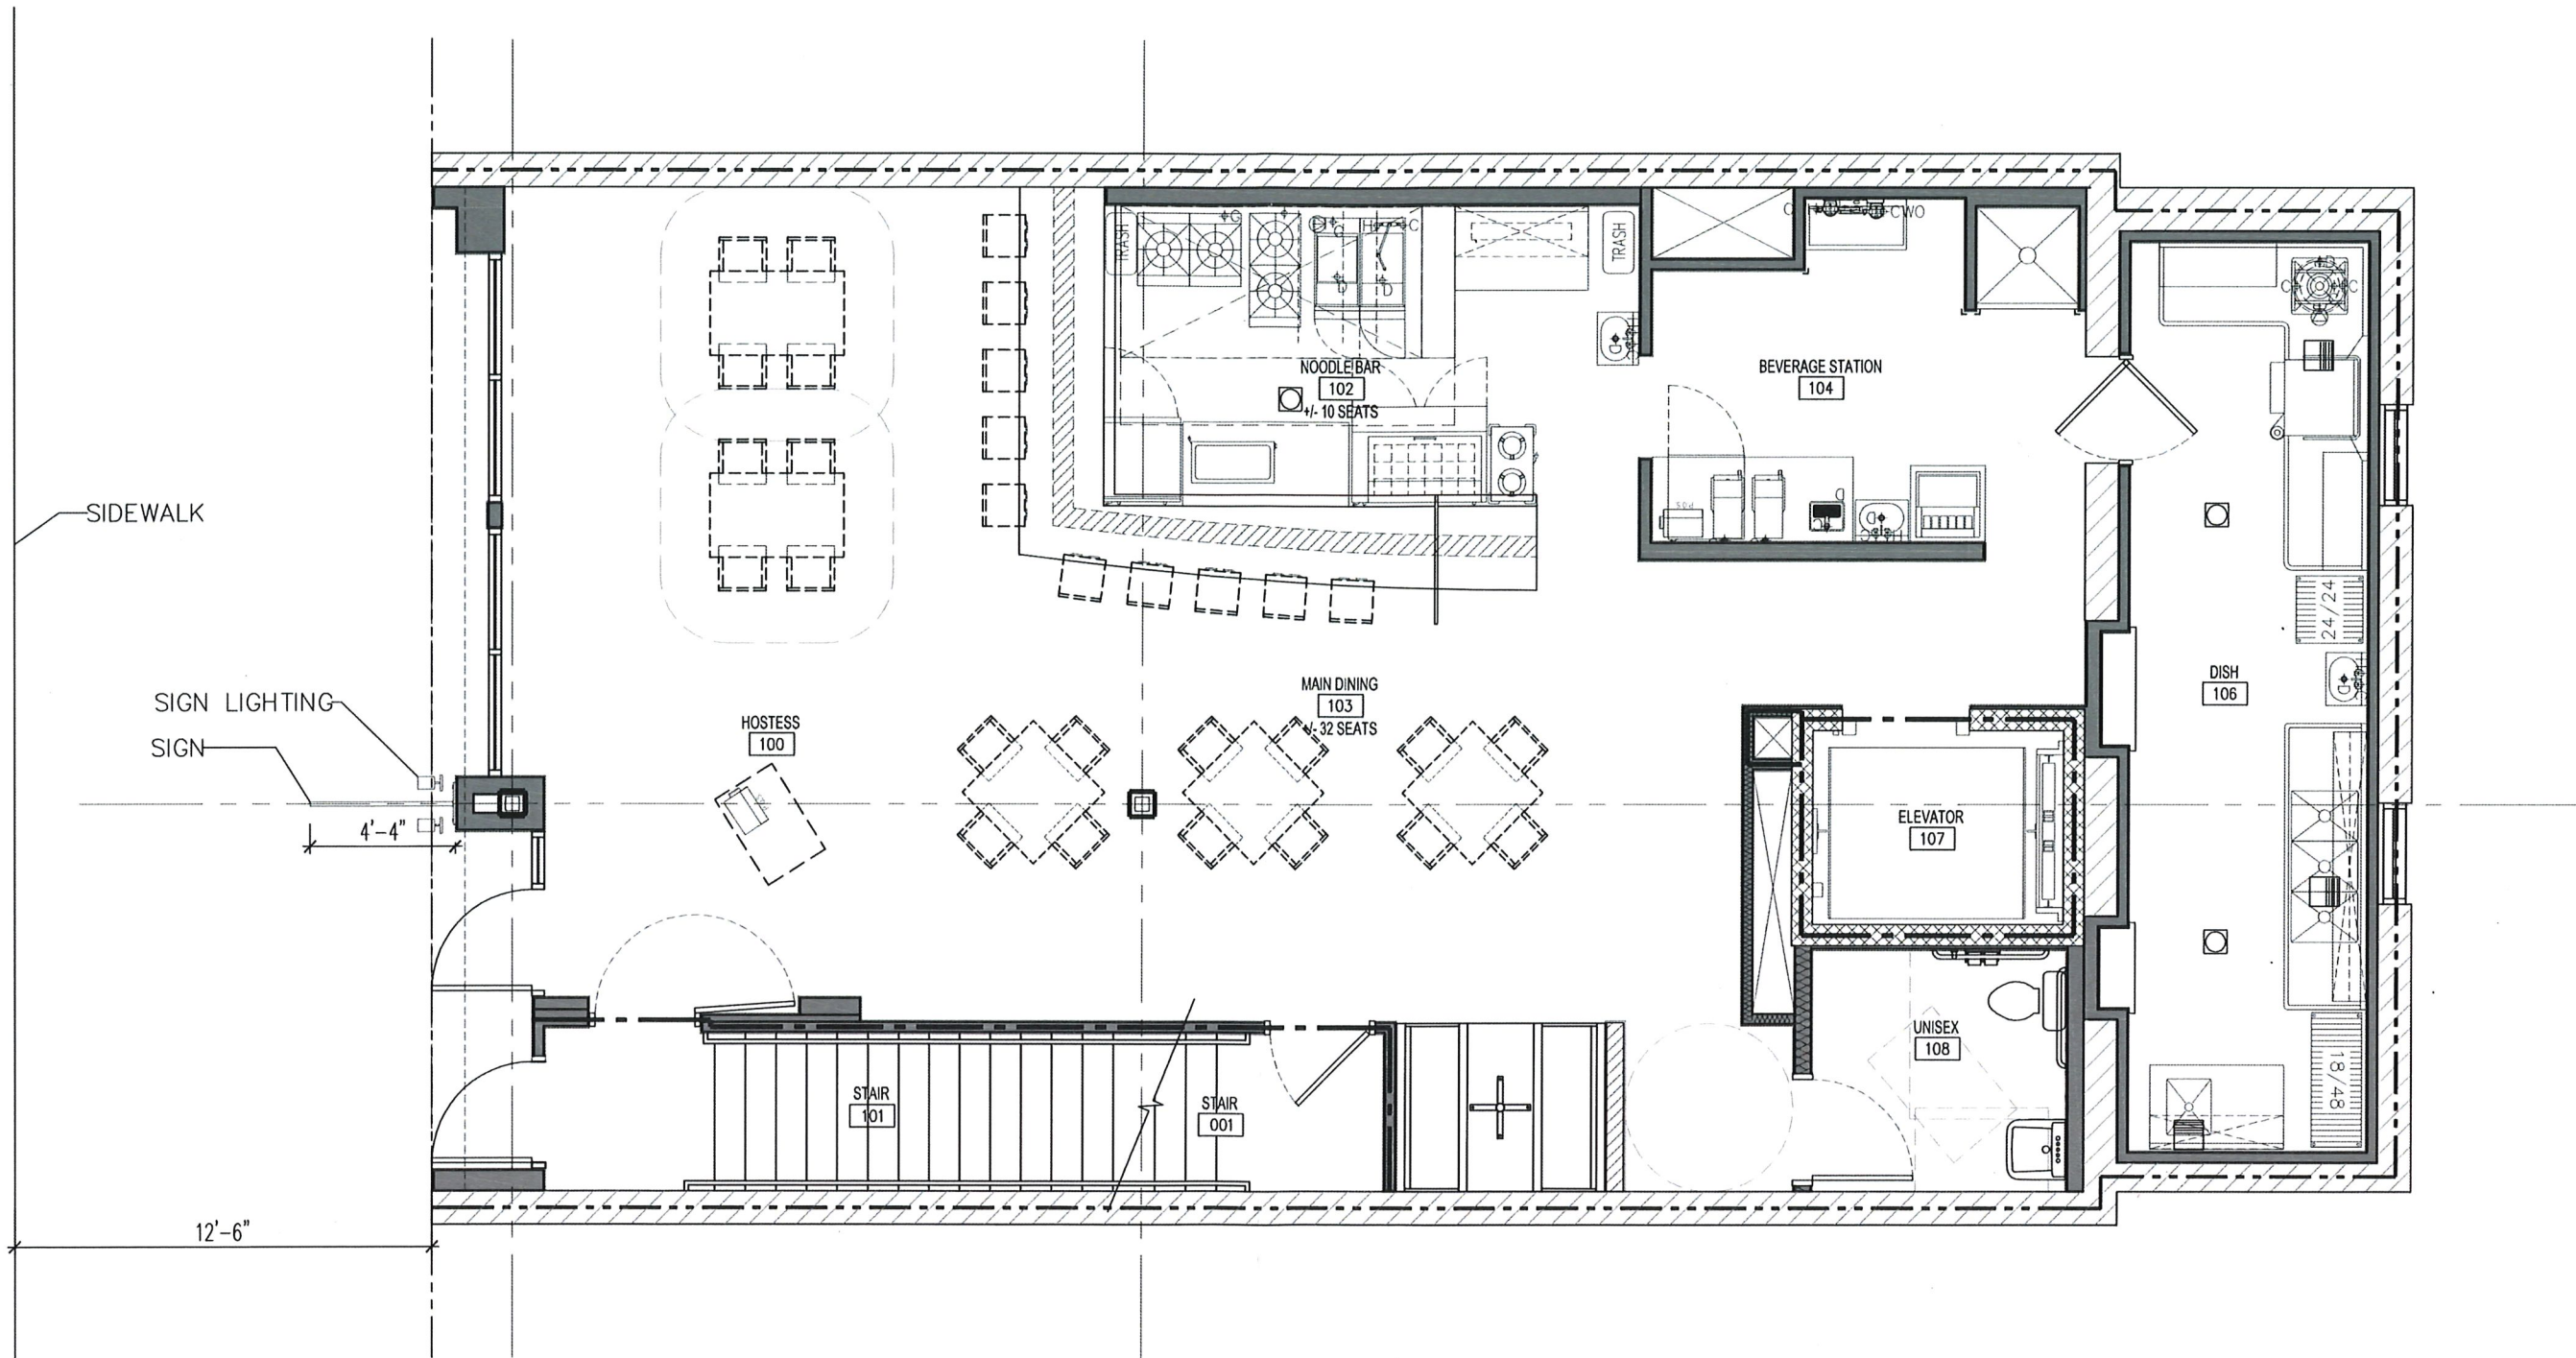 TRASH
G
D
H
C
TRASH
CWO
C
C
D
C
NOODLE BAR
102
+/- 10 SEATS
BEVERAGE STATION
104
SIDEWALK
POS
D
D
24/24
DISH
106
D
MAIN DINING
103
+/- 32 SEATS
SIGN LIGHTING
SIGN
HOSTESS
100
4'-4"
ELEVATOR
107
UNISEX
108
STAIR
101
STAIR
001
18/48
12'-6"